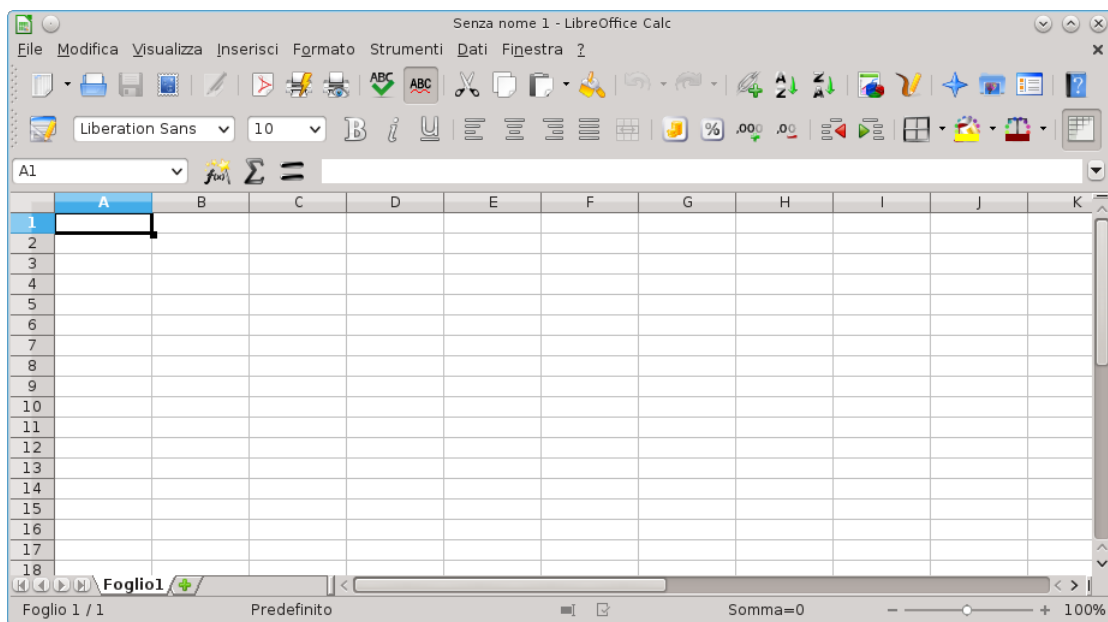 Senza nome 1 - LibreOffice Calc
File Modifica Visualizza Inserisci Formato Strumenti Dati Finestra ?
ABC ABC
Liberation Sans 10
A1
A B C D E F G H I J K
1
2
3
4
5
6
7
8
9
10
11
12
13
14
15
16
17
18
Foglio1
Foglio 1 / 1 Predefinito Somma=0 100%